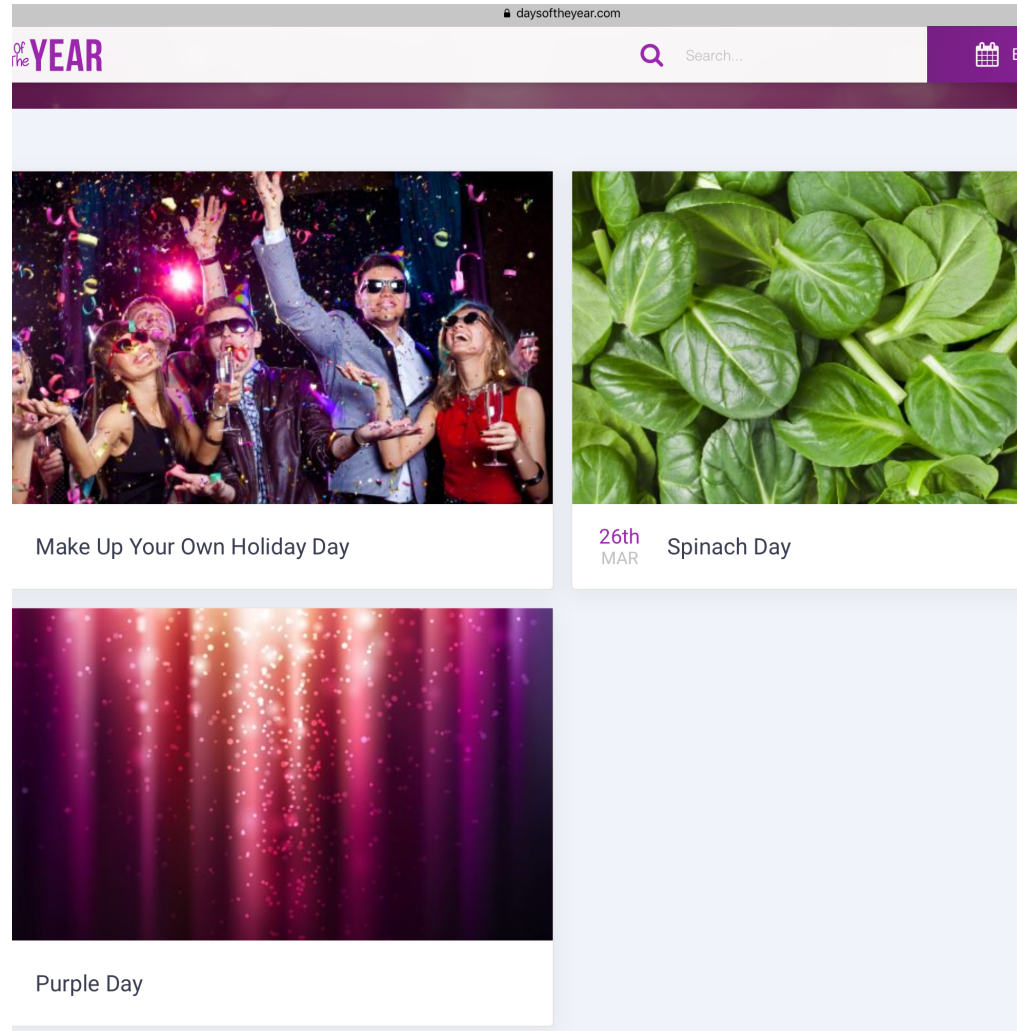 daysoftheyear.com
of
The YEAR
Search...
Make Up Your Own Holiday Day
26th
MAR
Spinach Day
Purple Day